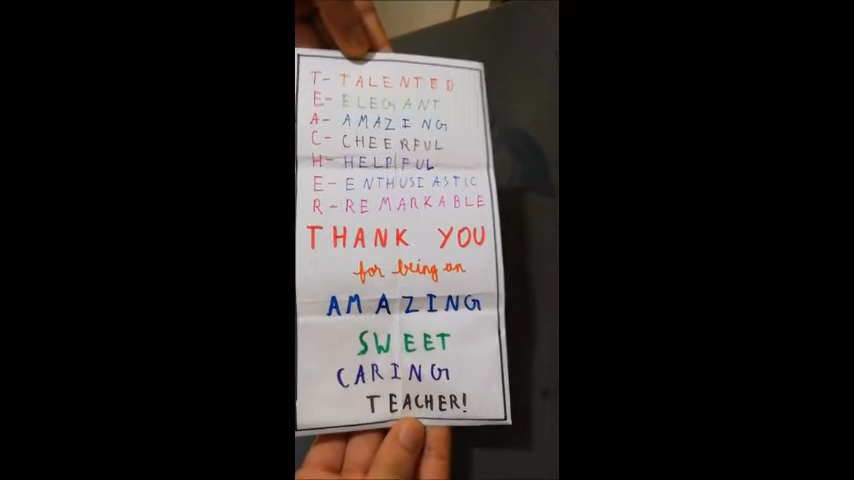 T- TALENTED
E- ELEGANT
A- AMAZING
C- CHEERFUL
H- HELPFUL
E- ENTHUSIASTIC
R- REMARKABLE
THANK YOU
for being an
AMAZING
SWEET
CARING
TEACHER!